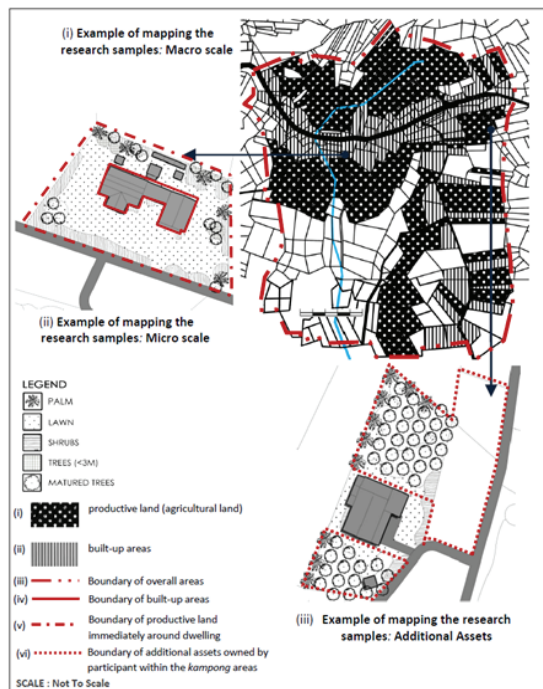 (i) Example of mapping the
research samples: Macro scale
(ii) Example of mapping the
research samples: Micro scale
LEGEND
PALM
LAWN
SHRUBS
TREES (<3M)
MATURED TREES
(i) productive land (agricultural land)
(ii) built-up areas
(iii) Boundary of overall areas
(iv) Boundary of built-up areas
(v) Boundary of productive land
immediately around dwelling
(vi) Boundary of additional assets owned by
participant within the kampong areas
SCALE : Not To Scale
(iii) Example of mapping the research
samples: Additional Assets